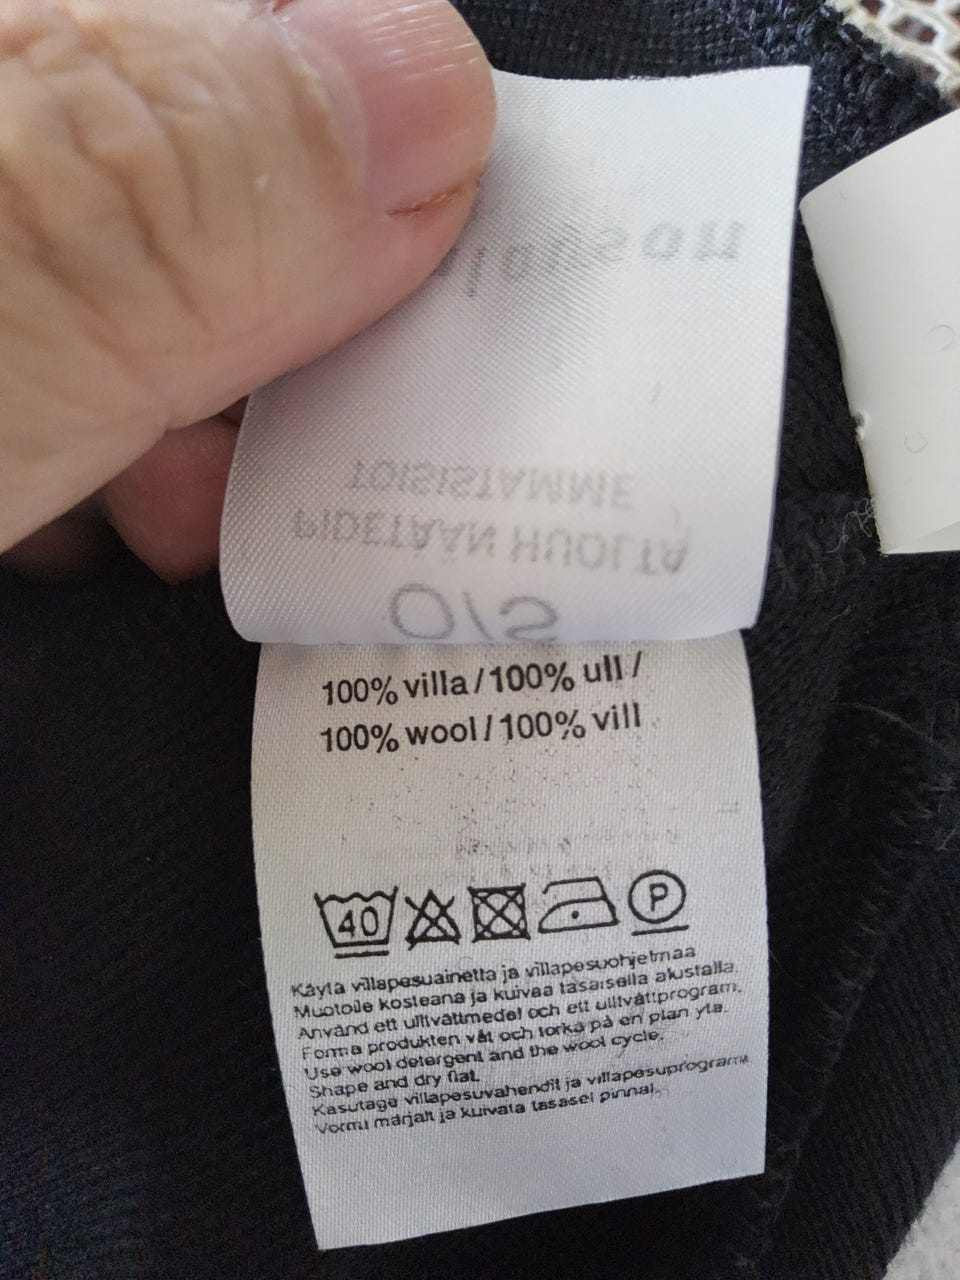 O/S
PIDETÄÄN HUOLTA
TOISISTAMME
100% villa / 100% ull /
100% wool / 100% vill
40 P
Käytä villapesuainetta ja villapesuohjelmaa
Muotoile kosteana ja kuivaa tasaisella alustalla.
Använd ett ulltvättmedel och ett ulltvättprogram.
Forma produkten våt och torka på en plan yta.
Use wool detergent and the wool cycle.
Shape and dry flat.
Kasutage villapesuvahendit ja villapesuprogrammi
Vormi märjalt ja kuivata tasasel pinnal.